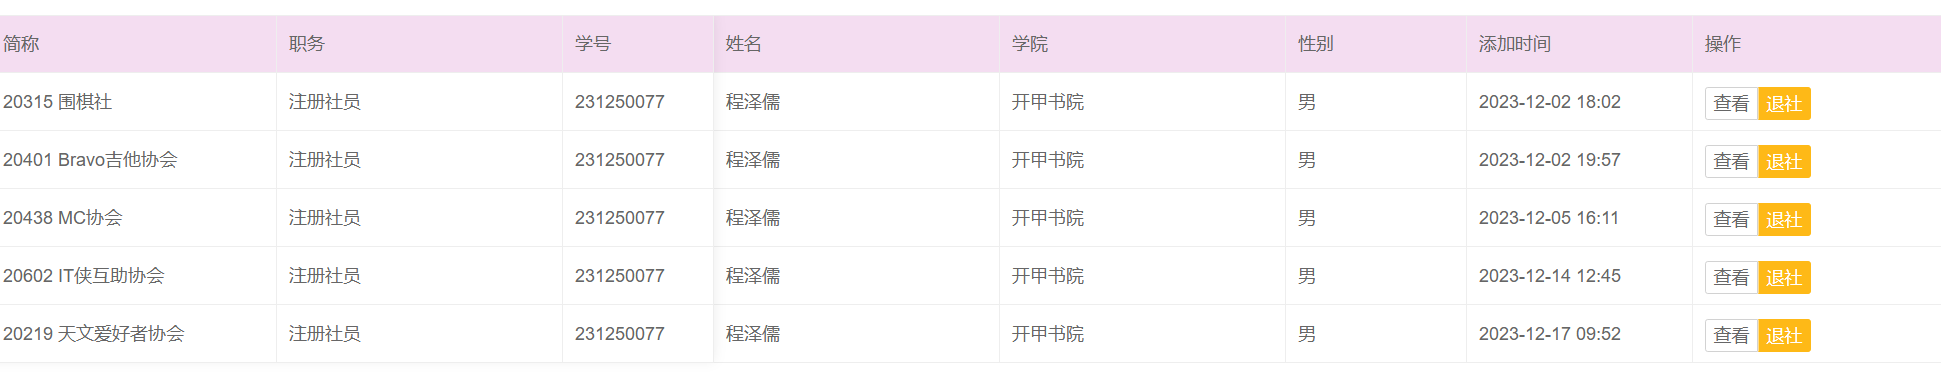 简称 职务 学号 姓名 学院 性别 添加时间 操作
20315 围棋社 注册社员 231250077 程泽儒 开甲书院 男 2023-12-02 18:02 查看 退社
20401 Bravo吉他协会 注册社员 231250077 程泽儒 开甲书院 男 2023-12-02 19:57 查看 退社
20438 MC协会 注册社员 231250077 程泽儒 开甲书院 男 2023-12-05 16:11 查看 退社
20602 IT侠互助协会 注册社员 231250077 程泽儒 开甲书院 男 2023-12-14 12:45 查看 退社
20219 天文爱好者协会 注册社员 231250077 程泽儒 开甲书院 男 2023-12-17 09:52 查看 退社